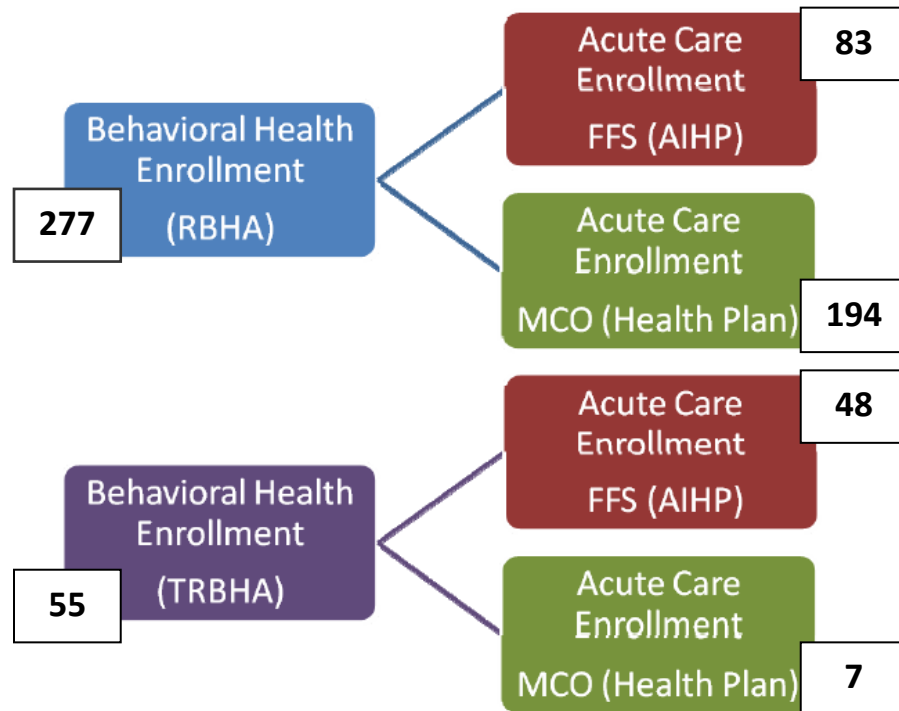 Behavioral Health
Enrollment
(RBHA)
277
Acute Care
Enrollment
FFS (AIHP)
83
Acute Care
Enrollment
MCO (Health Plan)
194
Behavioral Health
Enrollment
(TRBHA)
55
Acute Care
Enrollment
FFS (AIHP)
48
Acute Care
Enrollment
MCO (Health Plan)
7